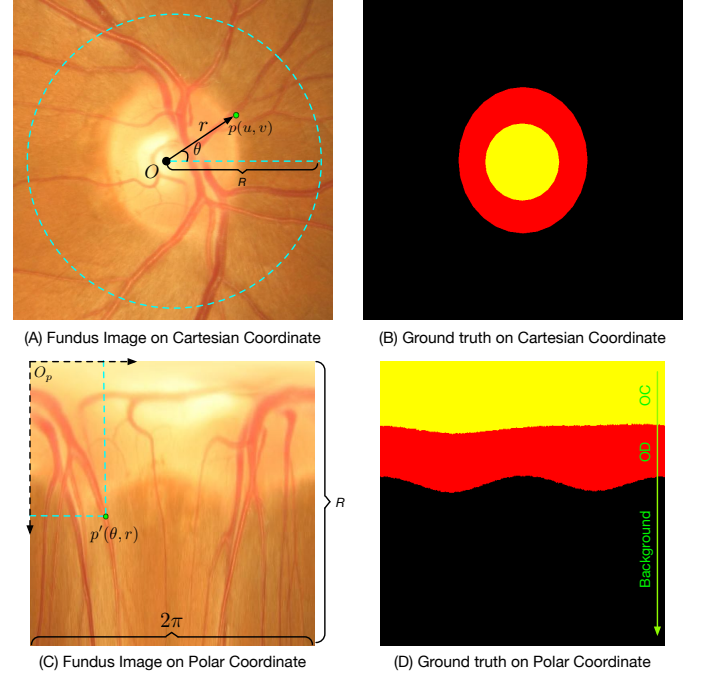 r
p(u, v)
θ
O
R
(A) Fundus Image on Cartesian Coordinate
(B) Ground truth on Cartesian Coordinate
Oₚ
p′(θ, r)
R
2π
OC
OD
Background
(C) Fundus Image on Polar Coordinate
(D) Ground truth on Polar Coordinate